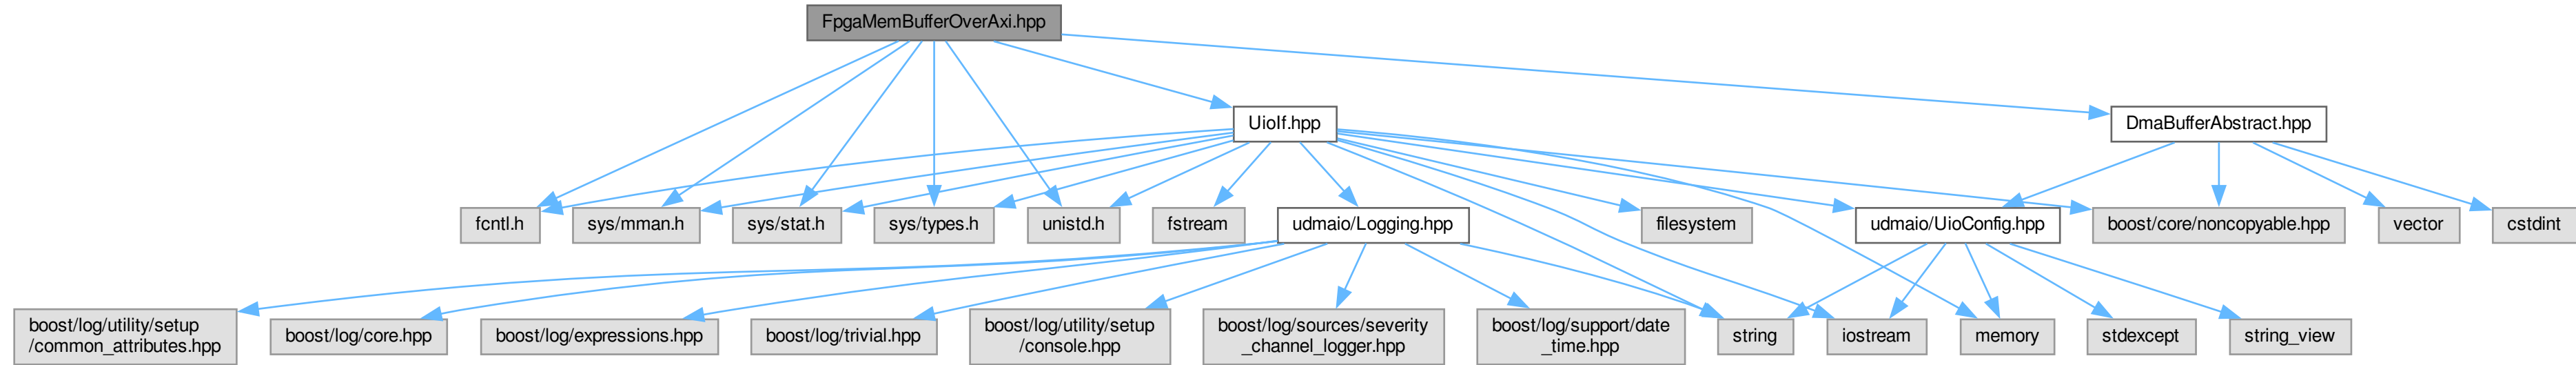 FpgaMemBufferOverAxi.hpp
UioIf.hpp
DmaBufferAbstract.hpp
fcntl.h
sys/mman.h
sys/stat.h
sys/types.h
unistd.h
fstream
udmaio/Logging.hpp
filesystem
udmaio/UioConfig.hpp
boost/core/noncopyable.hpp
vector
cstdint
boost/log/utility/setup
/common_attributes.hpp
boost/log/core.hpp
boost/log/expressions.hpp
boost/log/trivial.hpp
boost/log/utility/setup
/console.hpp
boost/log/sources/severity
_channel_logger.hpp
boost/log/support/date
_time.hpp
string
iostream
memory
stdexcept
string_view